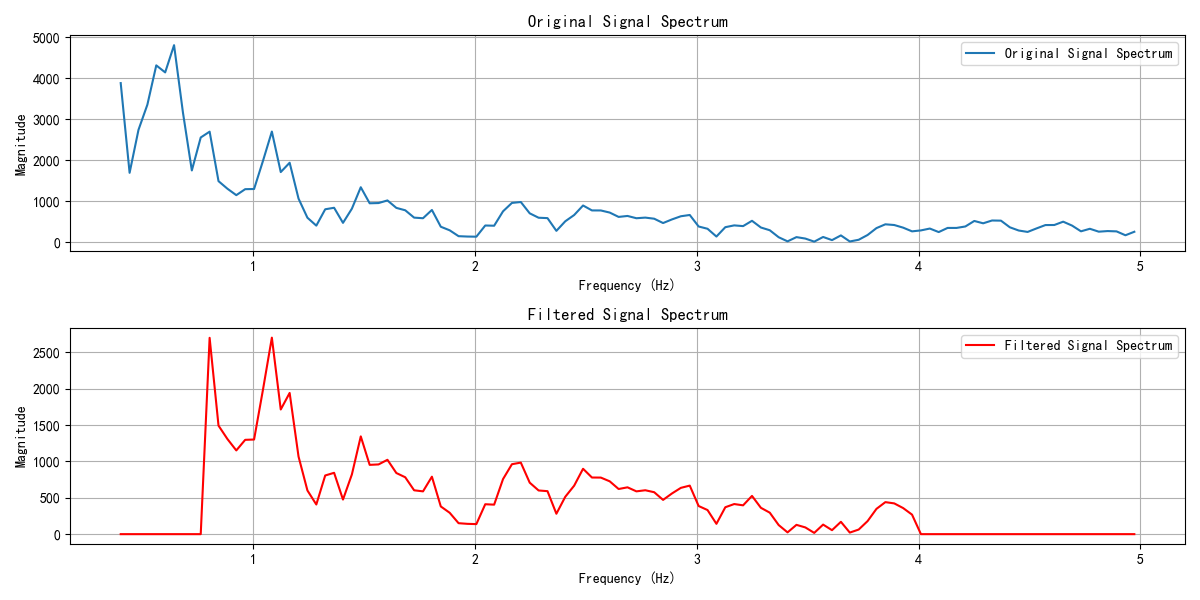 Original Signal Spectrum
5000
4000
3000
2000
1000
0
Magnitude
Original Signal Spectrum
1 2 3 4 5
Frequency (Hz)
Filtered Signal Spectrum
2500
2000
1500
1000
500
0
Magnitude
Filtered Signal Spectrum
1 2 3 4 5
Frequency (Hz)